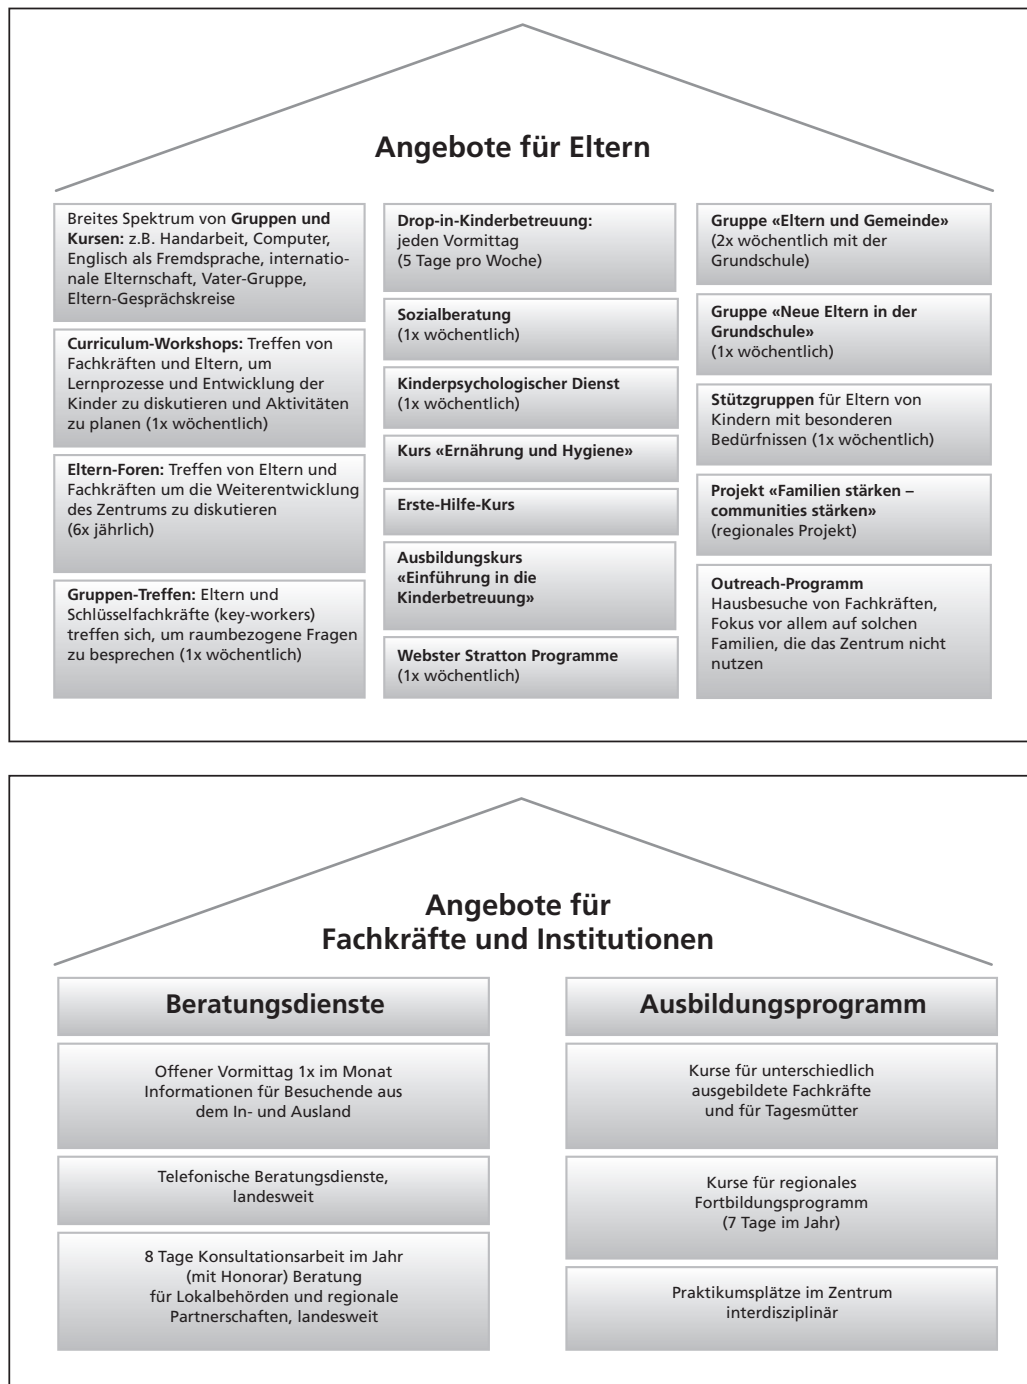 Angebote für Eltern
Breites Spektrum von Gruppen und
Kursen: z.B. Handarbeit, Computer,
Englisch als Fremdsprache, internatio-
nale Elternschaft, Vater-Gruppe,
Eltern-Gesprächskreise
Curriculum-Workshops: Treffen von
Fachkräften und Eltern, um
Lernprozesse und Entwicklung der
Kinder zu diskutieren und Aktivitäten
zu planen (1x wöchentlich)
Eltern-Foren: Treffen von Eltern und
Fachkräften um die Weiterentwicklung
des Zentrums zu diskutieren
(6x jährlich)
Gruppen-Treffen: Eltern und
Schlüsselfachkräfte (key-workers)
treffen sich, um raumbezogene Fragen
zu besprechen (1x wöchentlich)
Drop-in-Kinderbetreuung:
jeden Vormittag
(5 Tage pro Woche)
Sozialberatung
(1x wöchentlich)
Kinderpsychologischer Dienst
(1x wöchentlich)
Kurs «Ernährung und Hygiene»
Erste-Hilfe-Kurs
Ausbildungskurs
«Einführung in die
Kinderbetreuung»
Webster Stratton Programme
(1x wöchentlich)
Gruppe «Eltern und Gemeinde»
(2x wöchentlich mit der
Grundschule)
Gruppe «Neue Eltern in der
Grundschule»
(1x wöchentlich)
Stützgruppen für Eltern von
Kindern mit besonderen
Bedürfnissen (1x wöchentlich)
Projekt «Familien stärken –
communities stärken»
(regionales Projekt)
Outreach-Programm
Hausbesuche von Fachkräften,
Fokus vor allem auf solchen
Familien, die das Zentrum nicht
nutzen
Angebote für
Fachkräfte und Institutionen
Beratungsdienste
Offener Vormittag 1x im Monat
Informationen für Besuchende aus
dem In- und Ausland
Telefonische Beratungsdienste,
landesweit
8 Tage Konsultationsarbeit im Jahr
(mit Honorar) Beratung
für Lokalbehörden und regionale
Partnerschaften, landesweit
Ausbildungsprogramm
Kurse für unterschiedlich
ausgebildete Fachkräfte
und für Tagesmütter
Kurse für regionales
Fortbildungsprogramm
(7 Tage im Jahr)
Praktikumsplätze im Zentrum
interdisziplinär